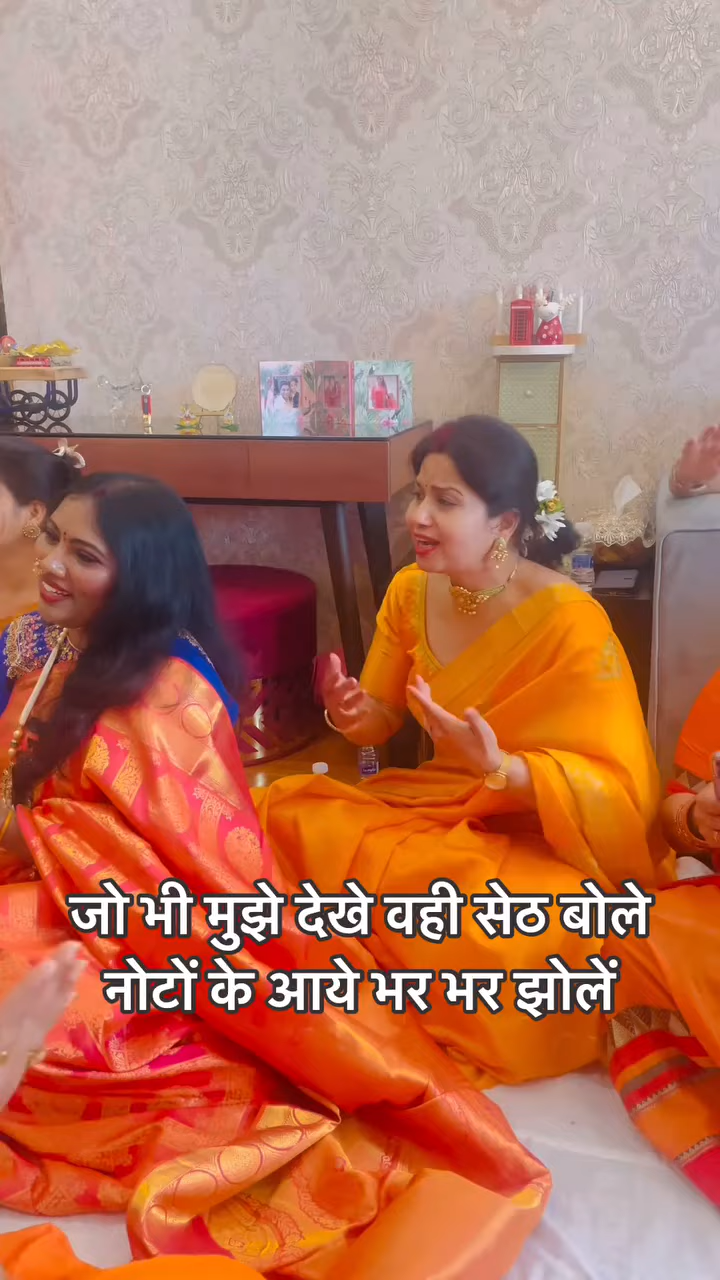 जो भी मुझे देखे वही सेठ बोले
नोटों के आये भर भर झोलें